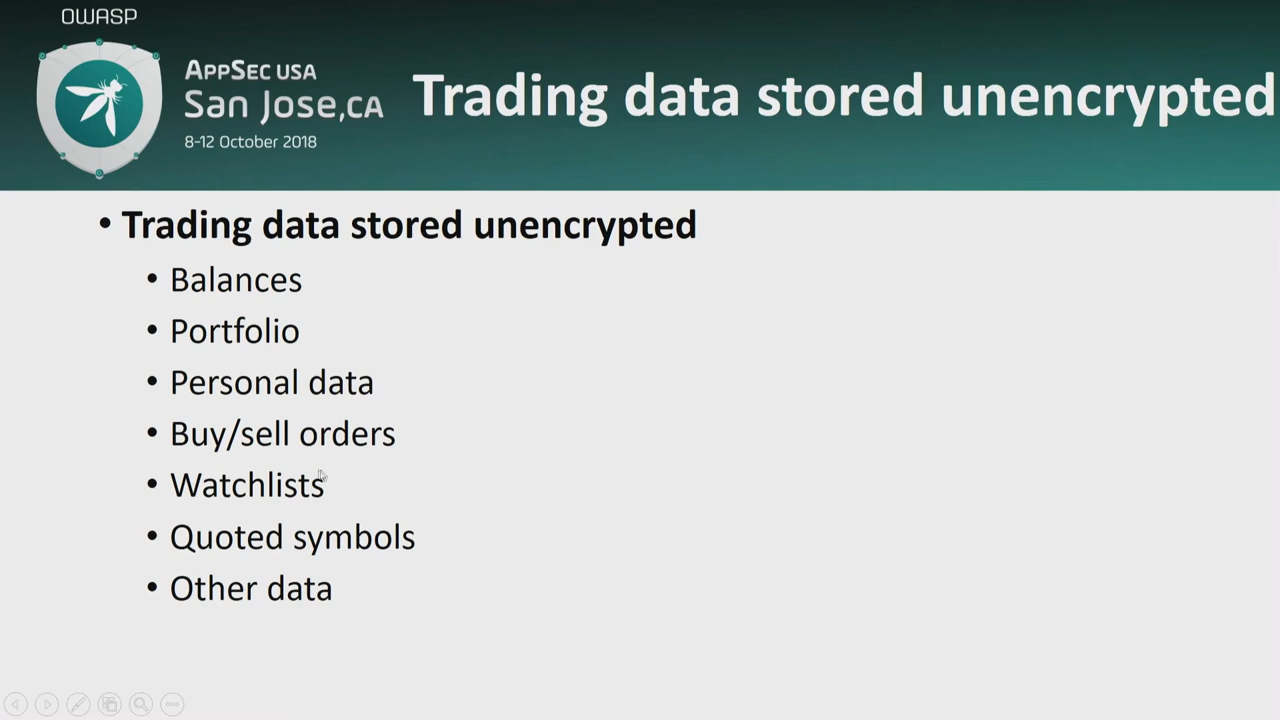 OWASP
APPSEC USA
San Jose,CA
8-12 October 2018
Trading data stored unencrypted
• Trading data stored unencrypted
• Balances
• Portfolio
• Personal data
• Buy/sell orders
• Watchlists
• Quoted symbols
• Other data